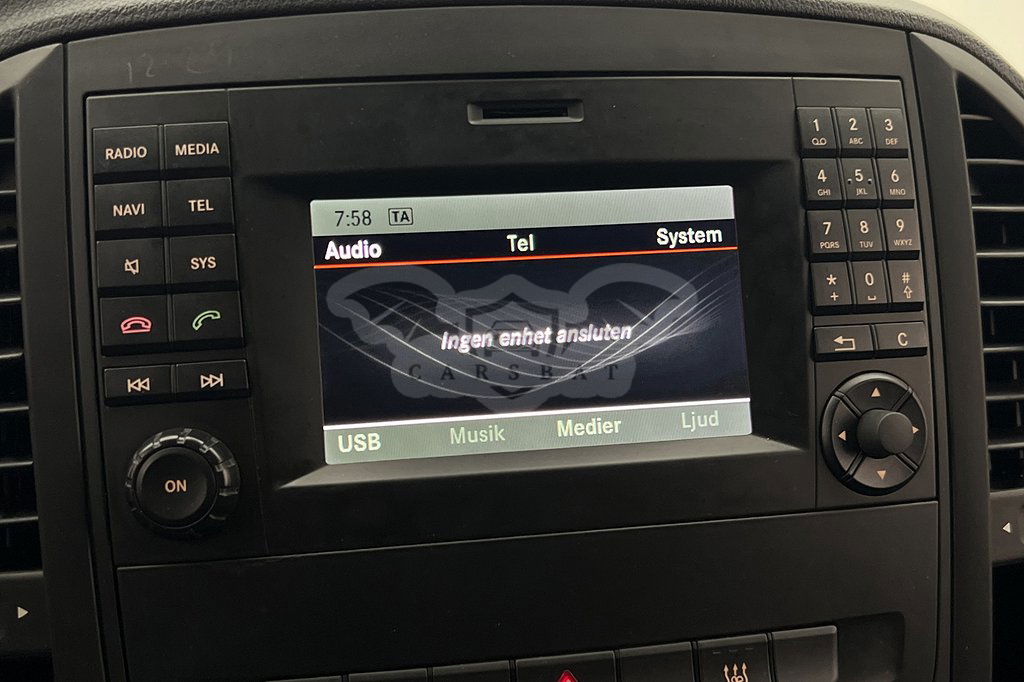 RADIO MEDIA
NAVI TEL
SYS
ON
7:58 TA
Audio Tel System
Ingen enhet ansluten
CARSBAT
USB Musik Medier Ljud
1 2 ABC 3 DEF
4 GHI 5 JKL 6 MNO
7 PQRS 8 TUV 9 WXYZ
* + 0 #
C